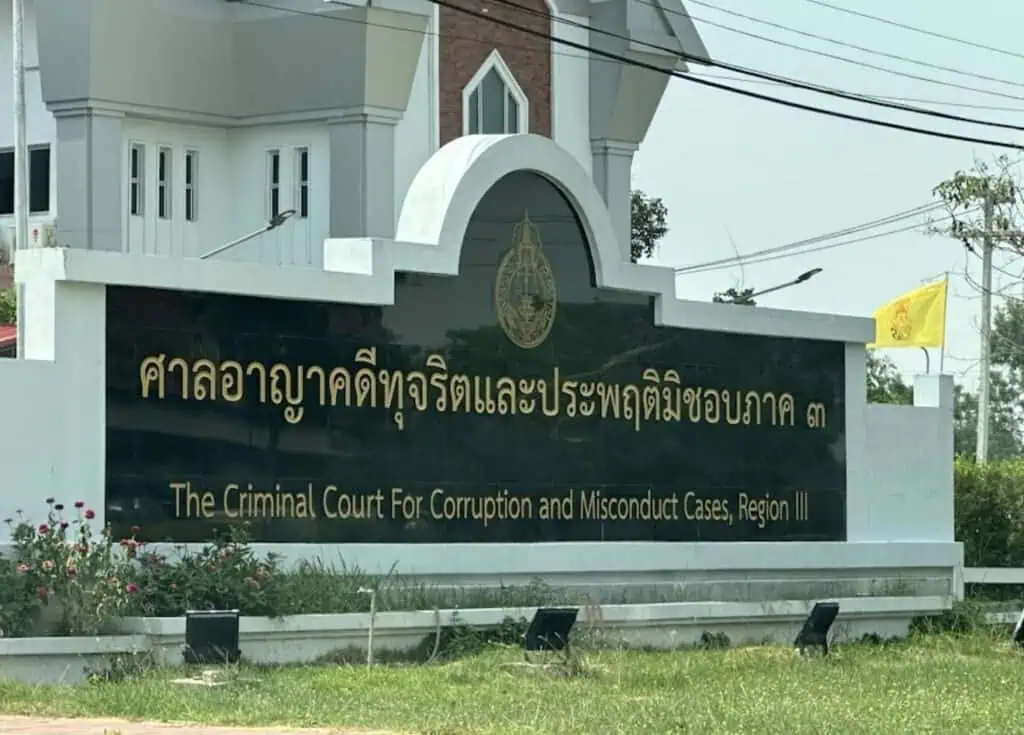 ศาลอาญาคดีทุจริตและประพฤติมิชอบภาค ๓
The Criminal Court For Corruption and Misconduct Cases, Region III